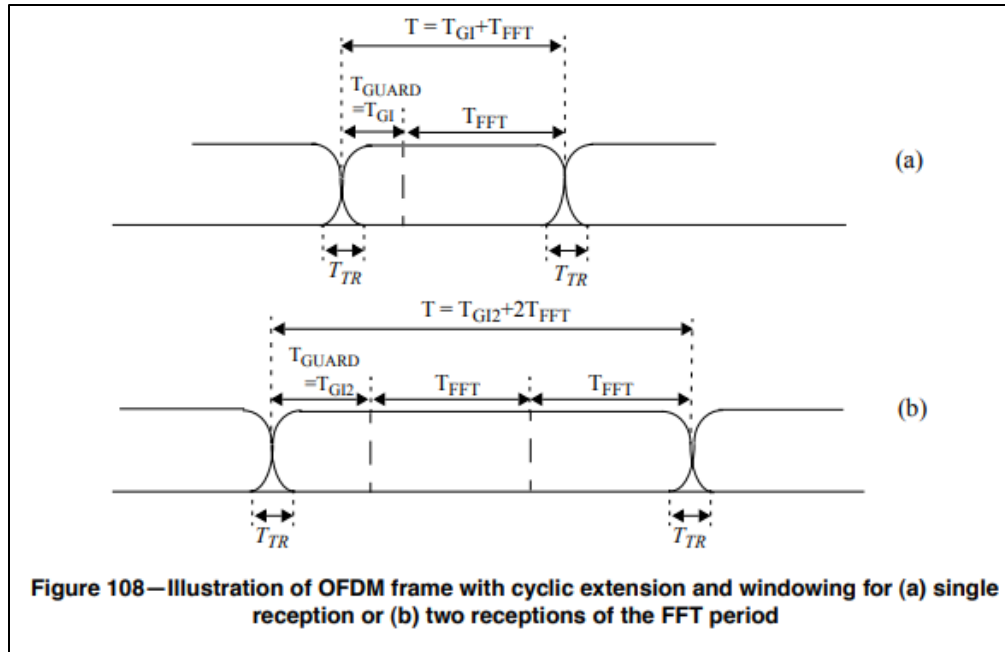 T = TGI+TFFT
TGUARD
=TGI
TFFT
(a)
TTR
TTR
T = TGI2+2TFFT
TGUARD
=TGI2
TFFT
TFFT
(b)
TTR
TTR
Figure 108—Illustration of OFDM frame with cyclic extension and windowing for (a) single
reception or (b) two receptions of the FFT period